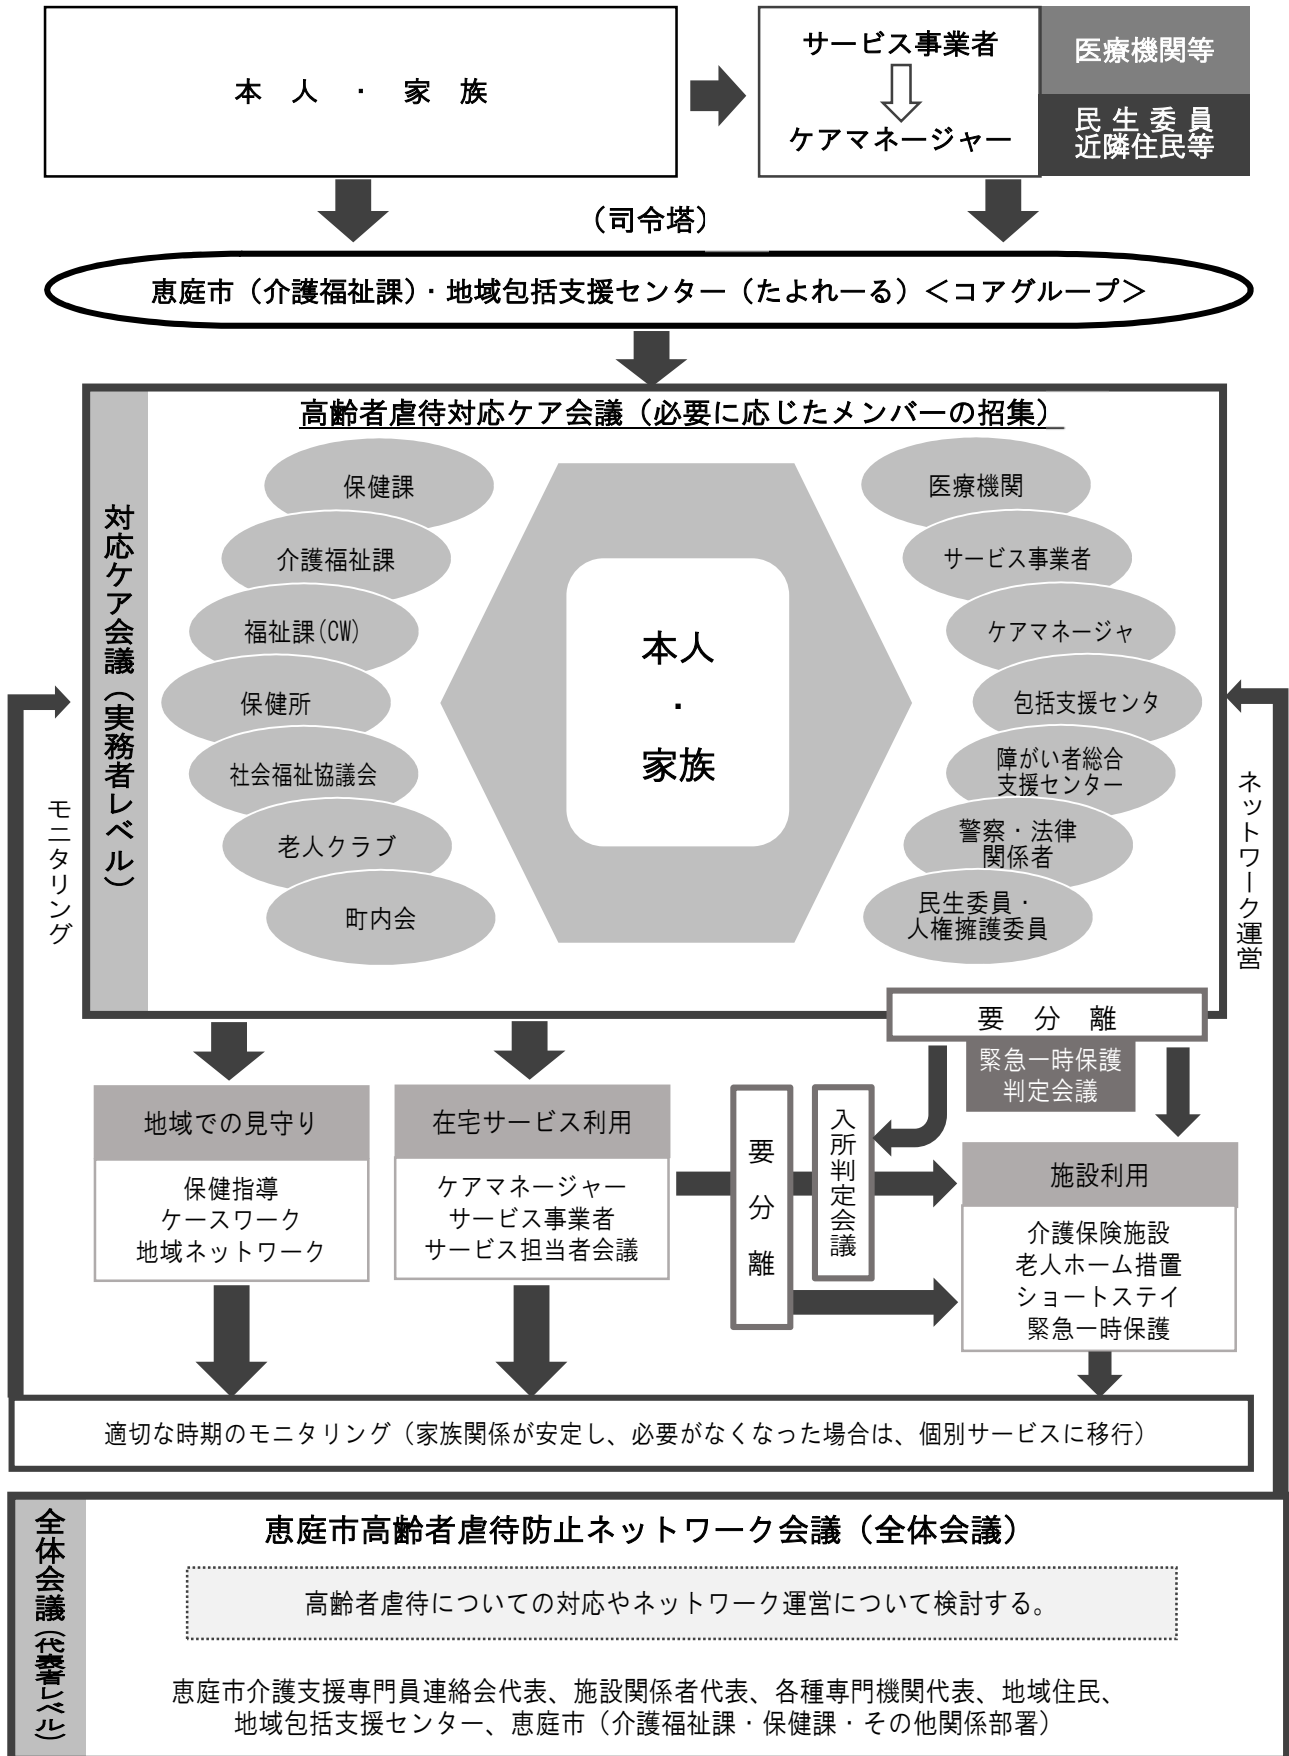 本 人 ・ 家 族
サービス事業者
ケアマネージャー
医療機関等
民 生 委 員
近隣住民等
（司令塔）
恵庭市（介護福祉課）・地域包括支援センター（たよれーる）＜コアグループ＞
対応ケア会議（実務者レベル）
高齢者虐待対応ケア会議（必要に応じたメンバーの招集）
保健課
介護福祉課
福祉課(CW)
保健所
社会福祉協議会
老人クラブ
町内会
本人
・
家族
医療機関
サービス事業者
ケアマネージャ
包括支援センタ
障がい者総合
支援センター
警察・法律
関係者
民生委員・
人権擁護委員
モニタリング
ネットワーク運営
要 分 離
緊急一時保護
判定会議
地域での見守り
保健指導
ケースワーク
地域ネットワーク
在宅サービス利用
ケアマネージャー
サービス事業者
サービス担当者会議
要 分 離
入所判定会議
施設利用
介護保険施設
老人ホーム措置
ショートステイ
緊急一時保護
適切な時期のモニタリング（家族関係が安定し、必要がなくなった場合は、個別サービスに移行）
全体会議（代表者レベル）
恵庭市高齢者虐待防止ネットワーク会議（全体会議）
高齢者虐待についての対応やネットワーク運営について検討する。
恵庭市介護支援専門員連絡会代表、施設関係者代表、各種専門機関代表、地域住民、
地域包括支援センター、恵庭市（介護福祉課・保健課・その他関係部署）